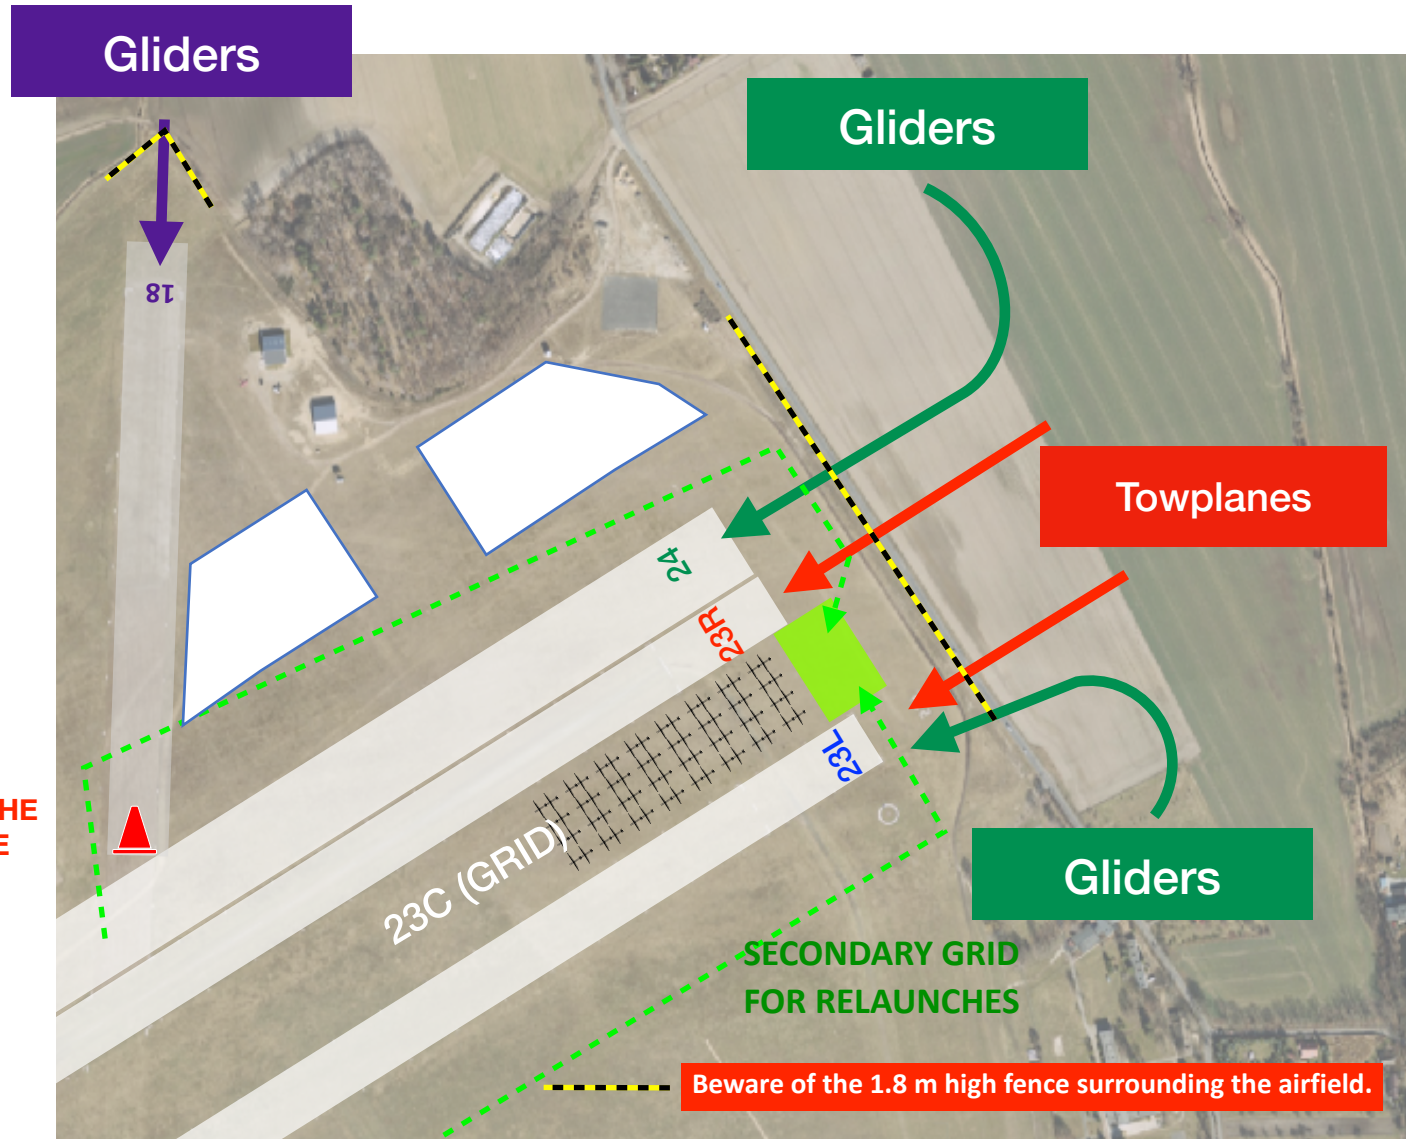 Gliders
Gliders
18
Towplanes
24
23R
23L
HE
E
23C (GRID)
Gliders
SECONDARY GRID
FOR RELAUNCHES
Beware of the 1.8 m high fence surrounding the airfield.